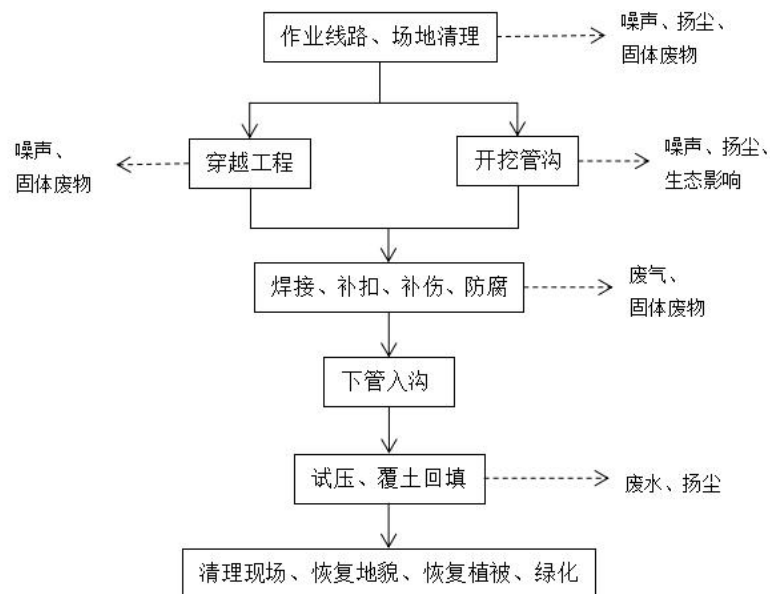 作业线路、场地清理
噪声、扬尘、
固体废物
噪声、
固体废物
穿越工程
开挖管沟
噪声、扬尘、
生态影响
焊接、补扣、补伤、防腐
废气、
固体废物
下管入沟
试压、覆土回填
废水、扬尘
清理现场、恢复地貌、恢复植被、绿化